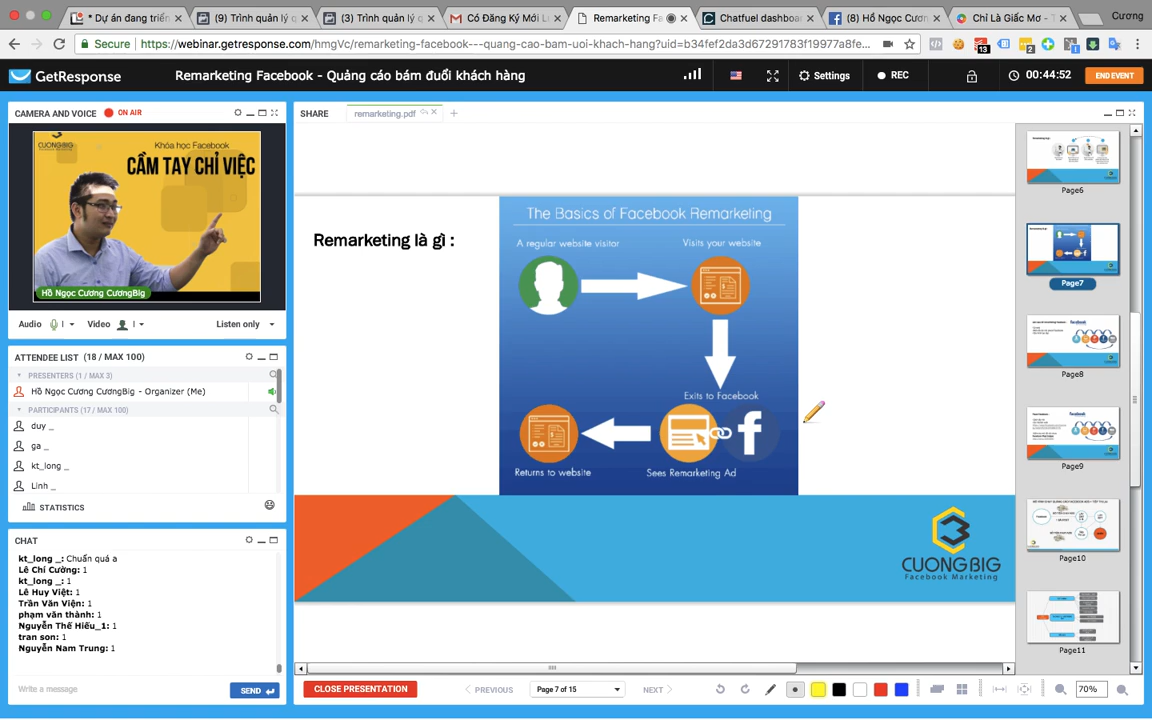 * Dự án đang triển
(9) Trình quản lý q
(3) Trình quản lý q
Có Đăng Ký Mới L
Remarketing Fa
Chatfuel dashboa
(8) Hồ Ngọc Cươn
Chỉ Là Giấc Mơ - T
Cương
Secure
https://webinar.getresponse.com/hmgVc/remarketing-facebook---quang-cao-bam-uoi-khach-hang?uid=b34fef2da3d67291783f19977a8fe...
13
2
1
GetResponse
Remarketing Facebook - Quảng cáo bám đuổi khách hàng
Settings
REC
00:44:52
END EVENT
CAMERA AND VOICE
ON AIR
CUONGBIG
Khóa học Facebook
CẦM TAY CHỈ VIỆC
Hồ Ngọc Cương CươngBig
Audio
Video
Listen only
ATTENDEE LIST (18 / MAX 100)
PRESENTERS (1 / MAX 3)
Hồ Ngọc Cương CươngBig - Organizer (Me)
PARTICIPANTS (17 / MAX 100)
duy _
ga _
kt_long _
Linh _
STATISTICS
CHAT
kt_long _: Chuẩn quá a
Lê Chí Cường: 1
kt_long _: 1
Lê Huy Việt: 1
Trần Văn Viện: 1
phạm văn thành: 1
Nguyễn Thế Hiếu_1: 1
tran son: 1
Nguyễn Nam Trung: 1
Write a message
SEND
SHARE
remarketing.pdf
Remarketing là gì :
The Basics of Facebook Remarketing
A regular website visitor
Visits your website
Exits to Facebook
Returns to website
Sees Remarketing Ad
CUONGBIG
Facebook Marketing
CLOSE PRESENTATION
PREVIOUS
Page 7 of 15
NEXT
70%
Page6
Page7
Page8
Page9
Page10
Page11